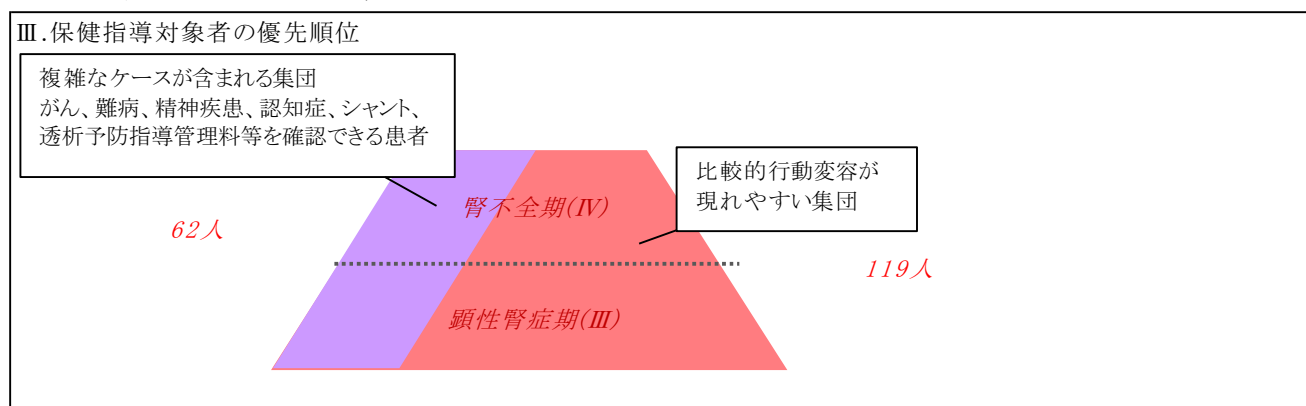 Ⅲ.保健指導対象者の優先順位
複雑なケースが含まれる集団
がん、難病、精神疾患、認知症、シャント、
透析予防指導管理料等を確認できる患者
比較的行動変容が
現れやすい集団
腎不全期(Ⅳ)
62人
119人
顕性腎症期(Ⅲ)